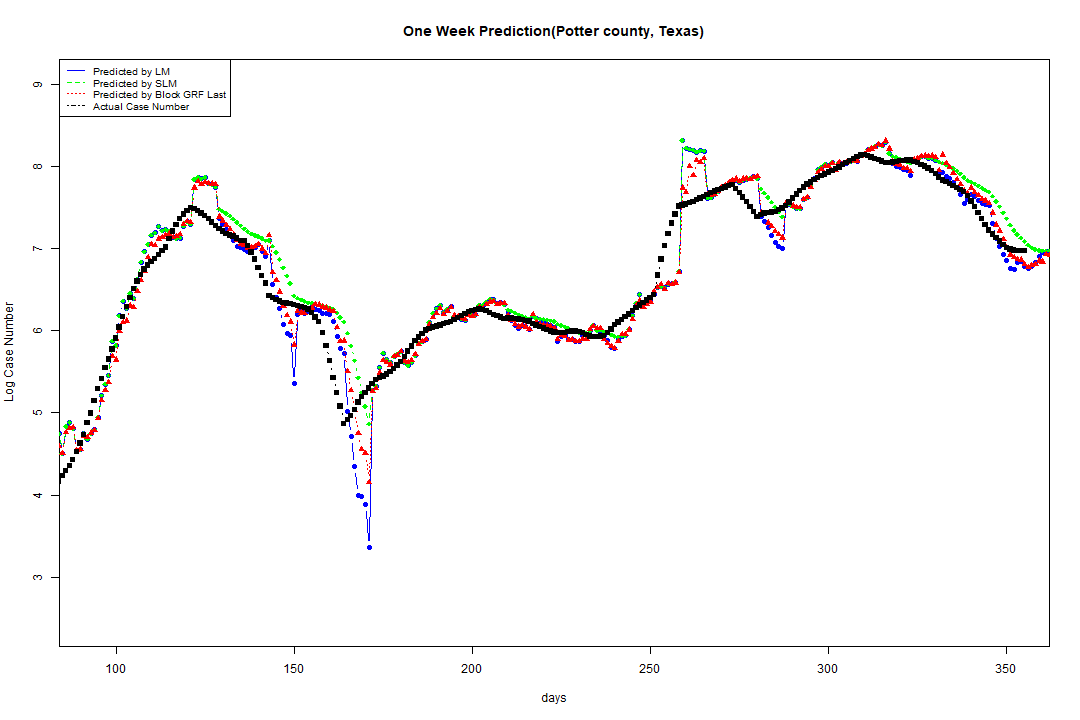 One Week Prediction(Potter county, Texas)
Predicted by LM
Predicted by SLM
Predicted by Block GRF Last
Actual Case Number
Log Case Number
9
8
7
6
5
4
3
100 150 200 250 300 350
days